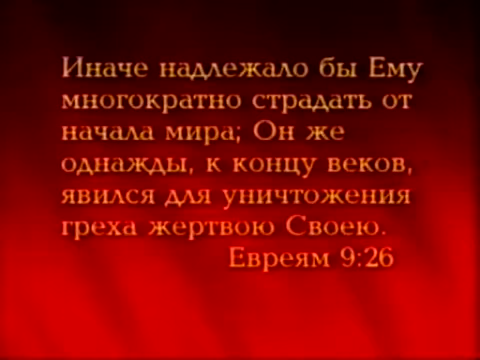 Иначе надлежало бы Ему
многократно страдать от
начала мира; Он же
однажды, к концу веков,
явился для уничтожения
греха жертвою Своею.
Евреям 9:26